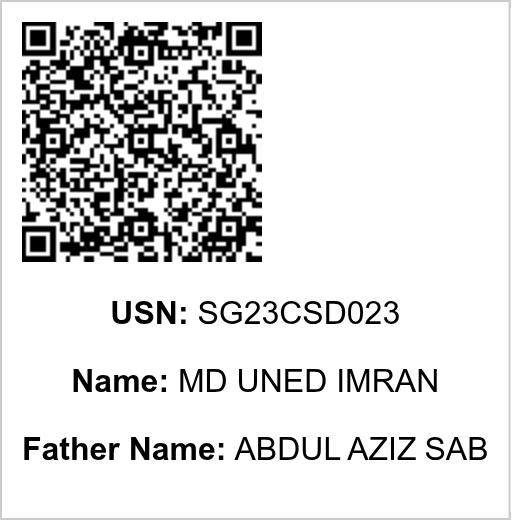 USN: SG23CSD023
Name: MD UNED IMRAN
Father Name: ABDUL AZIZ SAB